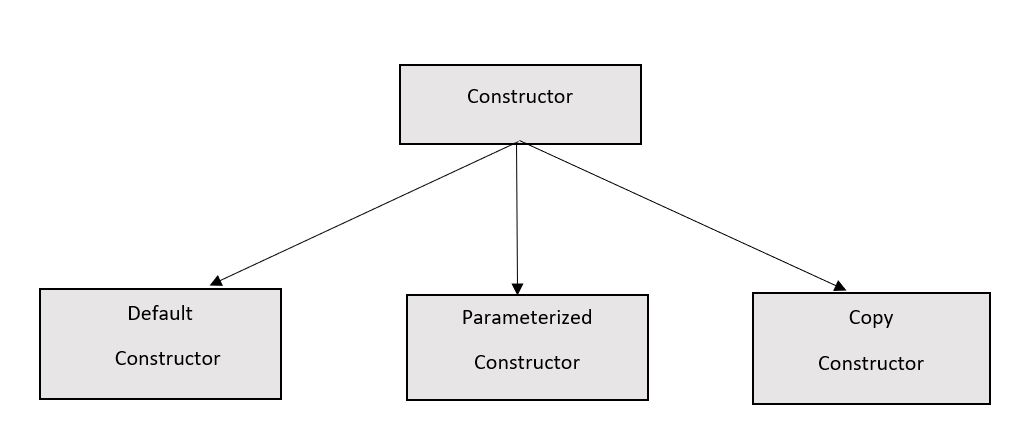 Constructor
Default
Constructor
Parameterized
Constructor
Copy
Constructor